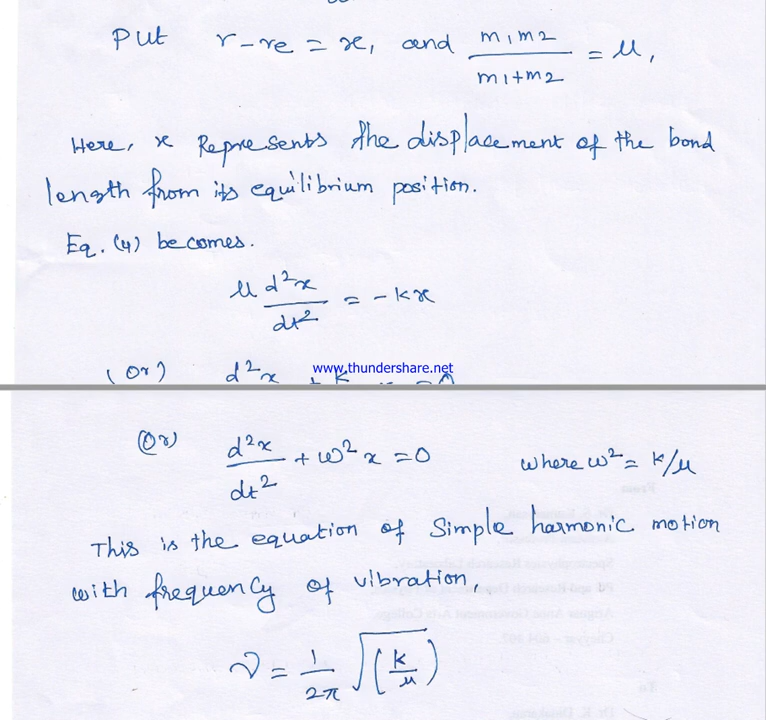 Put r-re = x, and m1m2/m1+m2 = μ,
Here, x Represents the displacement of the bond
length from its equilibrium position.
Eq. (4) becomes.
μ d²x/dt² = -kx
www.thundershare.net
(Or) d²x + k
(Or) d²x/dt² + ω²x = 0 where ω² = k/μ
This is the equation of Simple harmonic motion
with frequency of vibration,
ν = 1/2π √(k/μ)